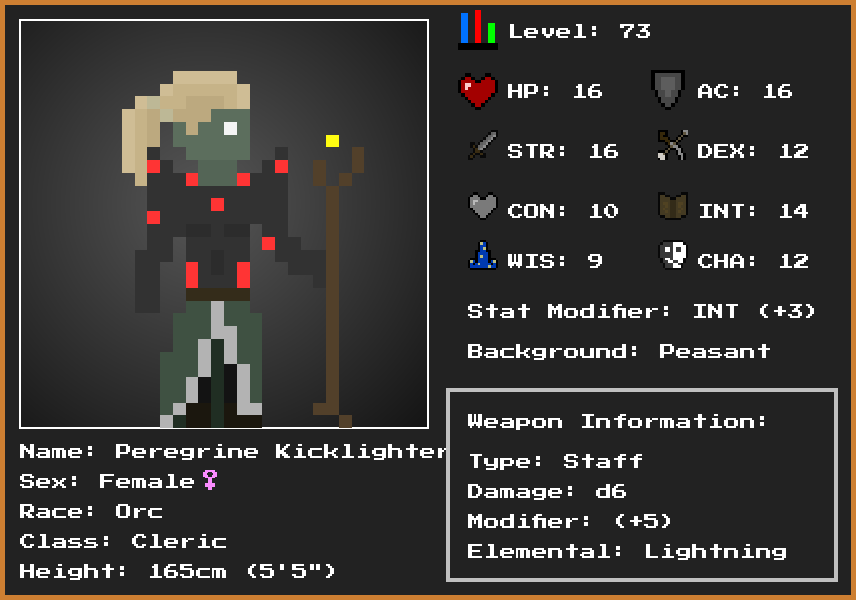 Level: 73
HP: 16
AC: 16
STR: 16
DEX: 12
CON: 10
INT: 14
WIS: 9
CHA: 12
Stat Modifier: INT (+3)
Background: Peasant
Weapon Information:
Type: Staff
Damage: d6
Modifier: (+5)
Elemental: Lightning
Name: Peregrine Kicklighter
Sex: Female♀
Race: Orc
Class: Cleric
Height: 165cm (5'5")